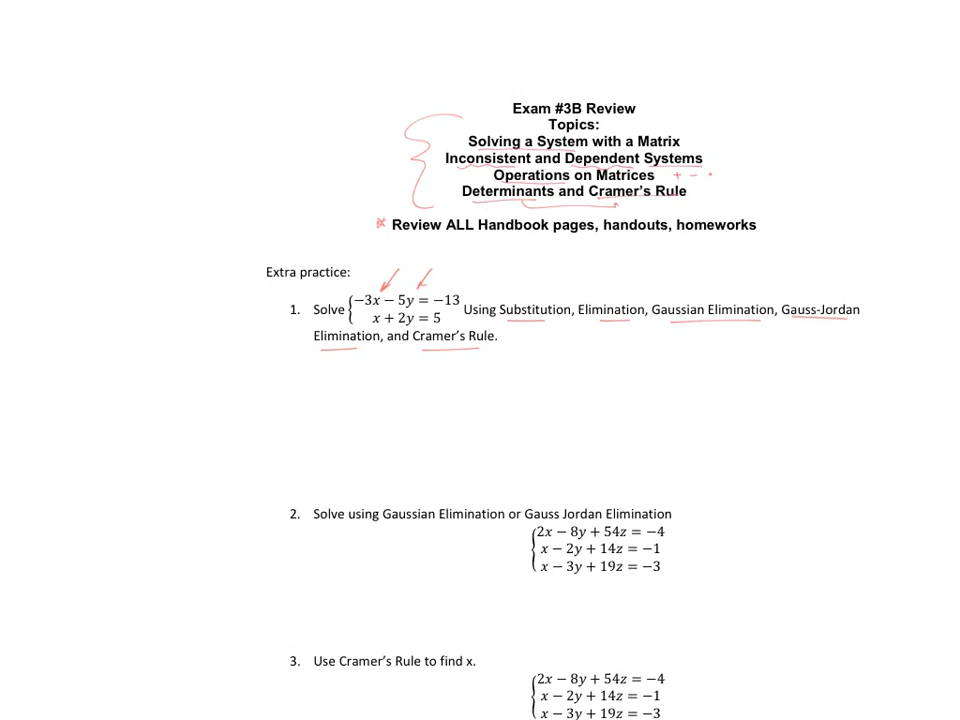 Exam #3B Review
Topics:
Solving a System with a Matrix
Inconsistent and Dependent Systems
Operations on Matrices + - ·
Determinants and Cramer's Rule
* Review ALL Handbook pages, handouts, homeworks
Extra practice:
1. Solve {−3x − 5y = −13
x + 2y = 5 Using Substitution, Elimination, Gaussian Elimination, Gauss-Jordan
Elimination, and Cramer's Rule.
2. Solve using Gaussian Elimination or Gauss Jordan Elimination
{2x − 8y + 54z = −4
x − 2y + 14z = −1
x − 3y + 19z = −3
3. Use Cramer's Rule to find x.
{2x − 8y + 54z = −4
x − 2y + 14z = −1
x − 3y + 19z = −3